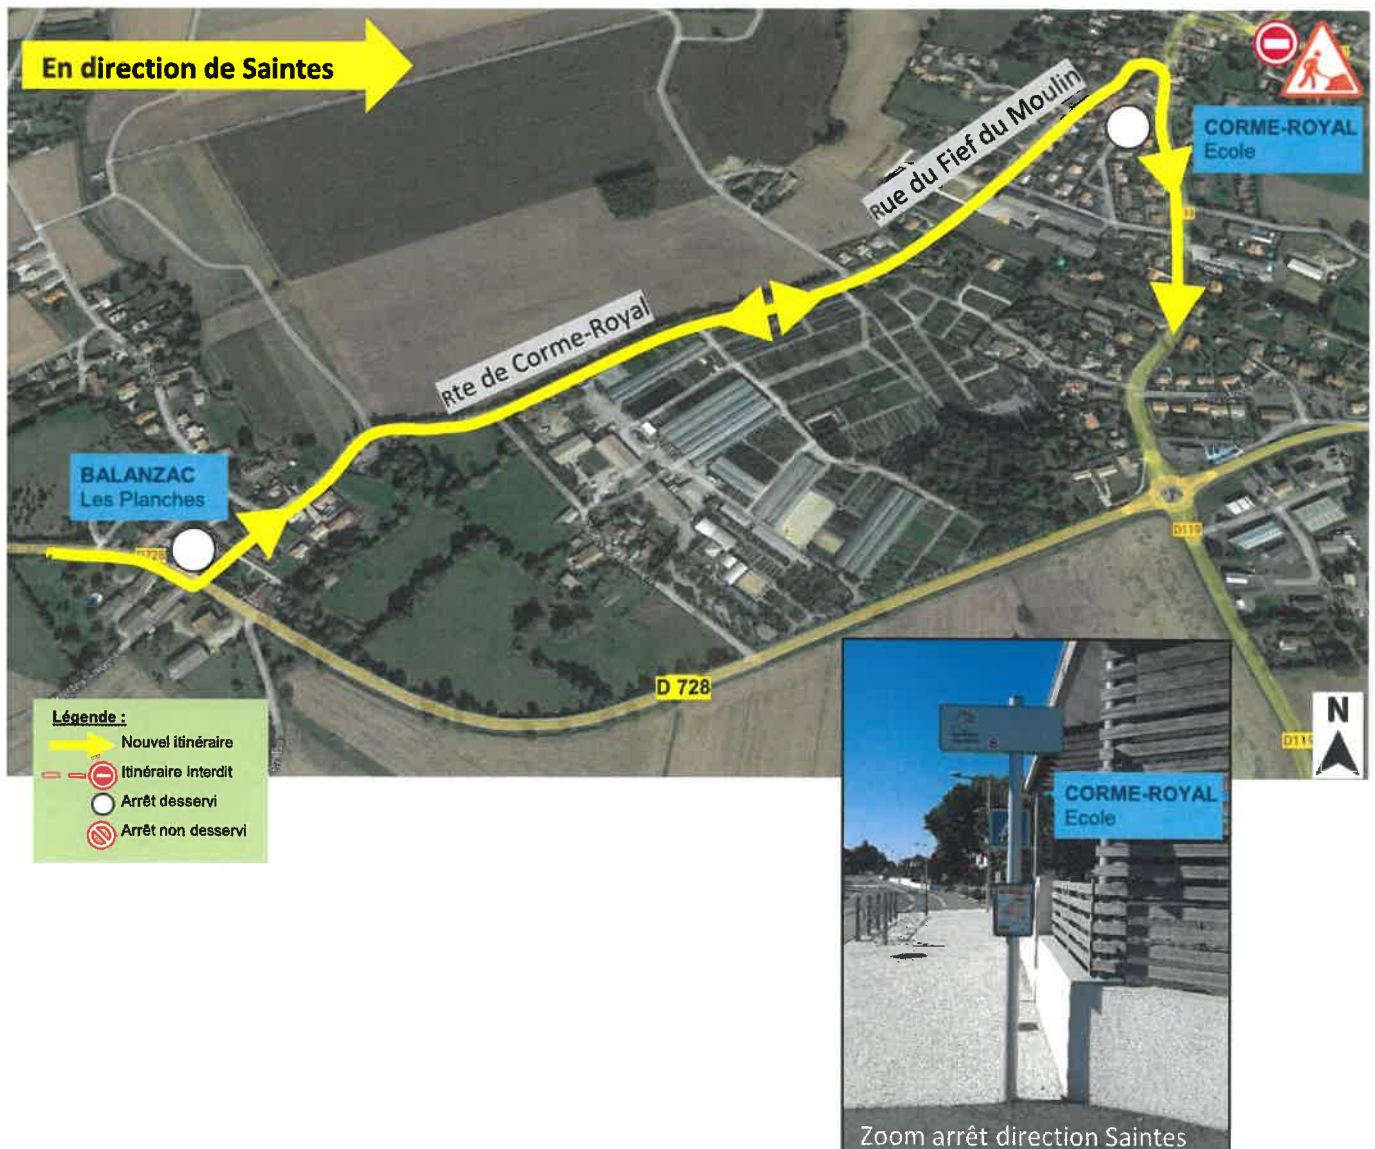 En direction de Saintes
Rue du Fief du Moulin
CORME-ROYAL
Ecole
Rte de Corme-Royal
BALANZAC
Les Planches
D728
D119
D 728
D119
N
Légende :
Nouvel itinéraire
Itinéraire Interdit
Arrêt desservi
Arrêt non desservi
CORME-ROYAL
Ecole
Zoom arrêt direction Saintes